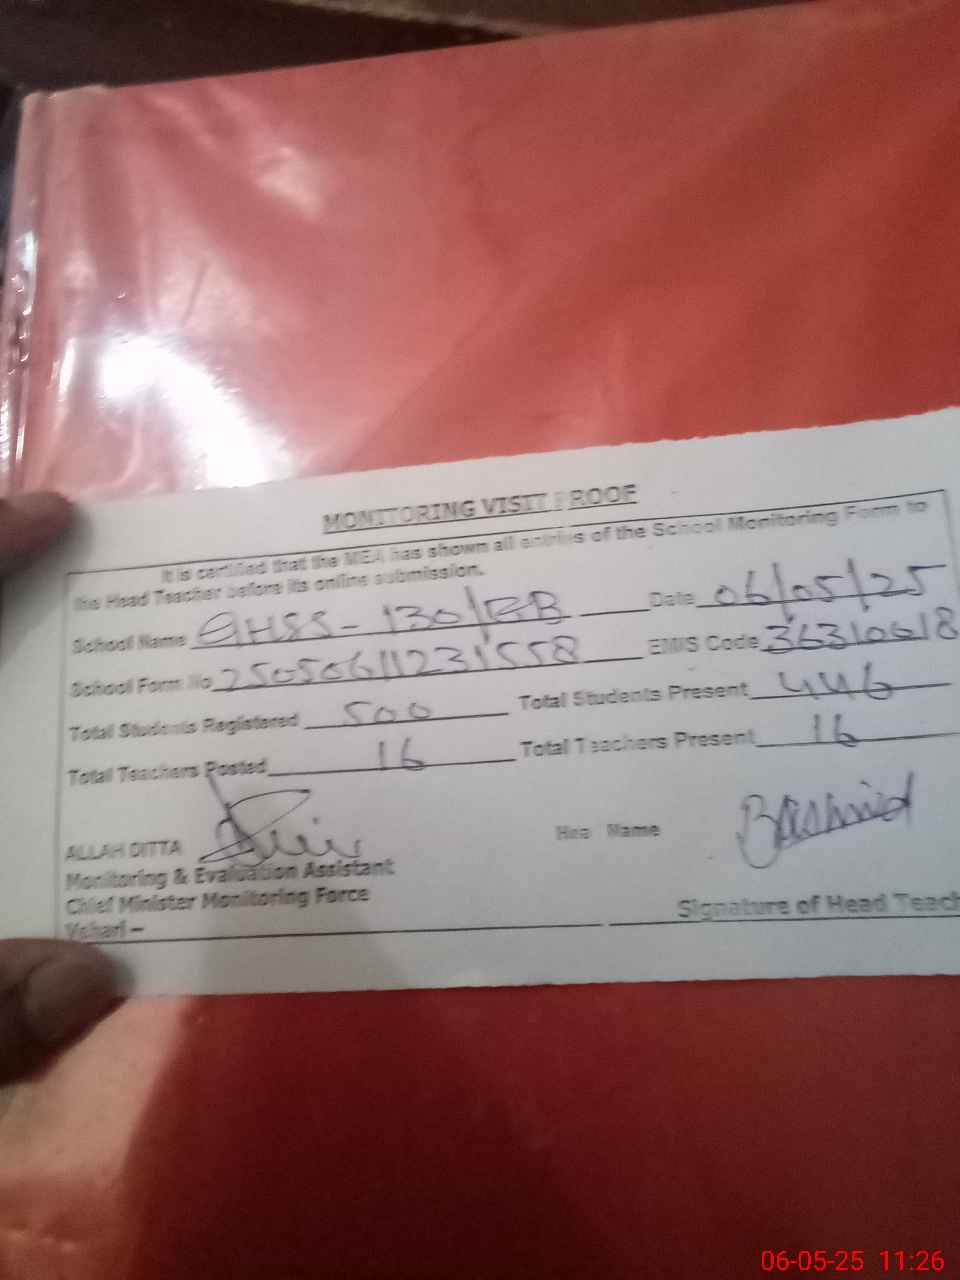 MONITORING VISIT PROOF
It is certified that the MEA has shown all entries of the School Monitoring Form to
the Head Teacher before its online submission.
School Name GHSS-130/EB Date 06/05/25
School Form No 25050611231558 EMIS Code 36310018
Total Students Registered 500 Total Students Present 446
Total Teachers Posted 16 Total Teachers Present 16
ALLAH DITTA Name
Monitoring & Evaluation Assistant
Chief Minister Monitoring Force
Vehari – Signature of Head Teach
06-05-25 11:26